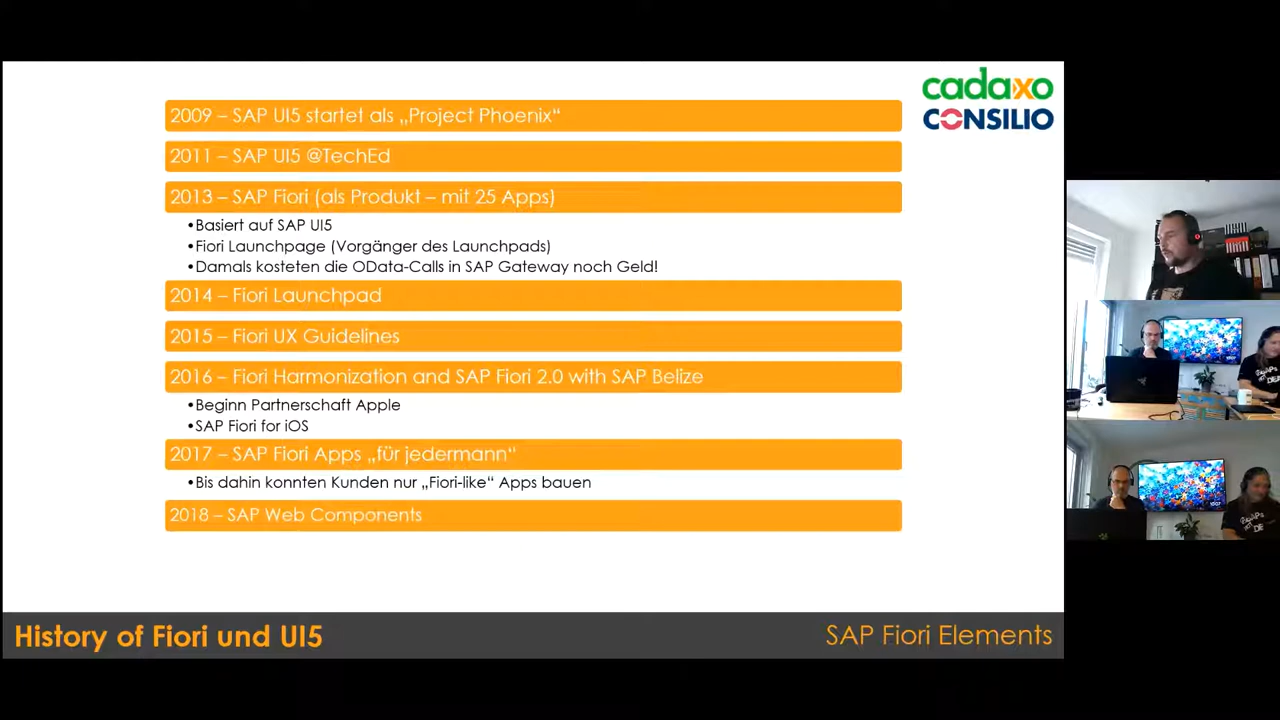 cadaxo
CONSILIO
2009 – SAP UI5 startet als „Project Phoenix“
2011 – SAP UI5 @TechEd
2013 – SAP Fiori (als Produkt – mit 25 Apps)
•Basiert auf SAP UI5
•Fiori Launchpage (Vorgänger des Launchpads)
•Damals kosteten die OData-Calls in SAP Gateway noch Geld!
2014 – Fiori Launchpad
2015 – Fiori UX Guidelines
2016 – Fiori Harmonization and SAP Fiori 2.0 with SAP Belize
•Beginn Partnerschaft Apple
•SAP Fiori for iOS
2017 – SAP Fiori Apps „für jedermann“
•Bis dahin konnten Kunden nur „Fiori-like“ Apps bauen
2018 – SAP Web Components
History of Fiori und UI5
SAP Fiori Elements